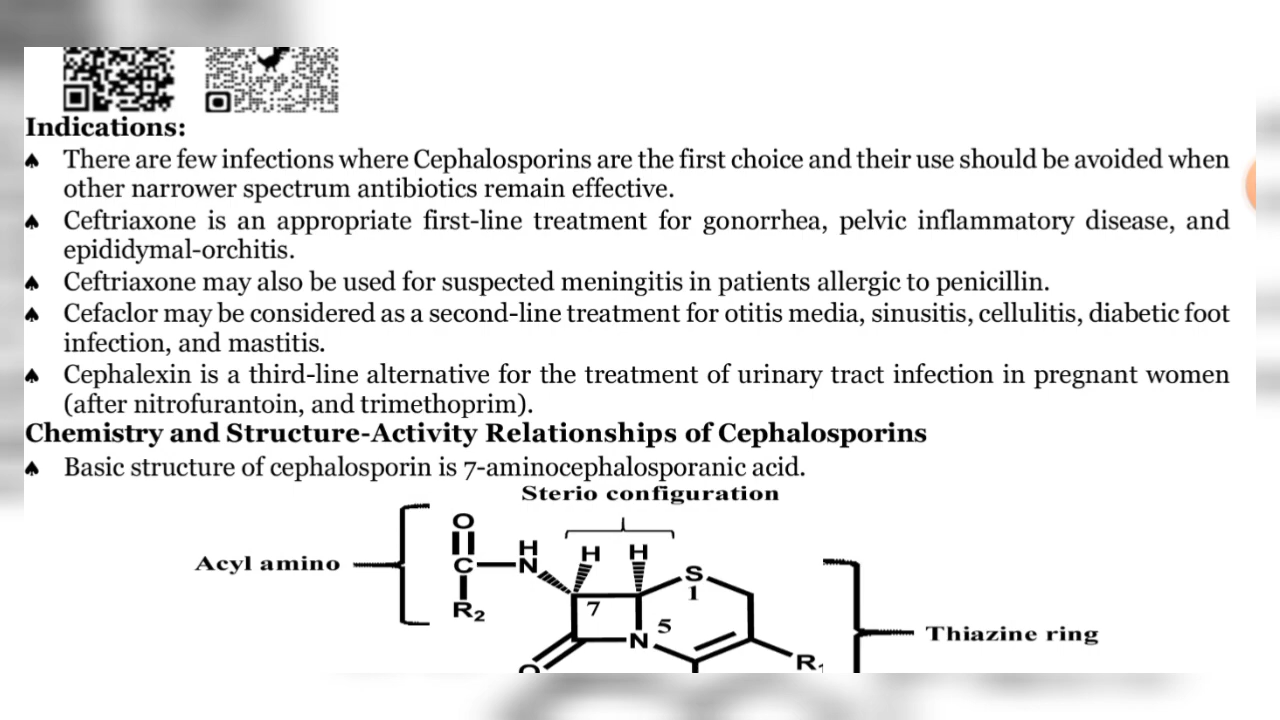 Indications:
♠ There are few infections where Cephalosporins are the first choice and their use should be avoided when
other narrower spectrum antibiotics remain effective.
♠ Ceftriaxone is an appropriate first-line treatment for gonorrhea, pelvic inflammatory disease, and
epididymal-orchitis.
♠ Ceftriaxone may also be used for suspected meningitis in patients allergic to penicillin.
♠ Cefaclor may be considered as a second-line treatment for otitis media, sinusitis, cellulitis, diabetic foot
infection, and mastitis.
♠ Cephalexin is a third-line alternative for the treatment of urinary tract infection in pregnant women
(after nitrofurantoin, and trimethoprim).
Chemistry and Structure-Activity Relationships of Cephalosporins
♠ Basic structure of cephalosporin is 7-aminocephalosporanic acid.
Sterio configuration
O
H H H
Acyl amino C N S
1
R₂ 7 5
N Thiazine ring
O R₁